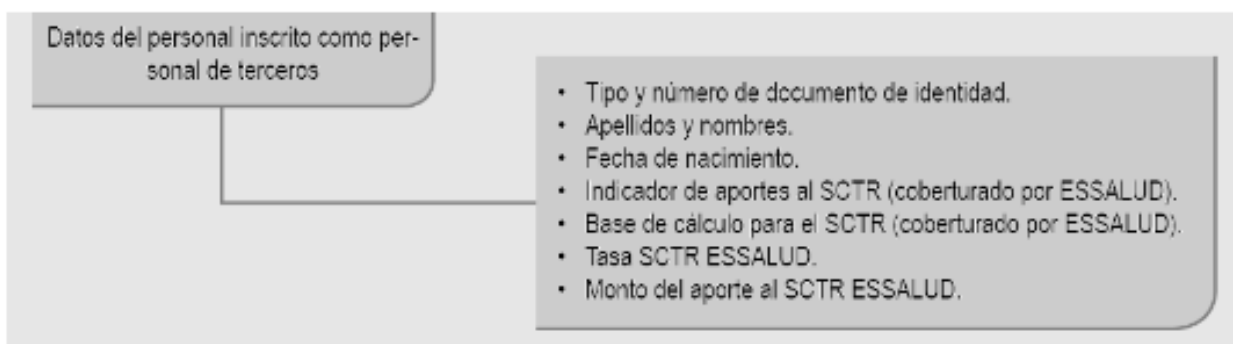 Datos del personal inscrito como per-
sonal de terceros
• Tipo y número de documento de identidad.
• Apellidos y nombres.
• Fecha de nacimiento.
• Indicador de aportes al SCTR (coberturado por ESSALUD).
• Base de cálculo para el SCTR (coberturado por ESSALUD).
• Tasa SCTR ESSALUD.
• Monto del aporte al SCTR ESSALUD.